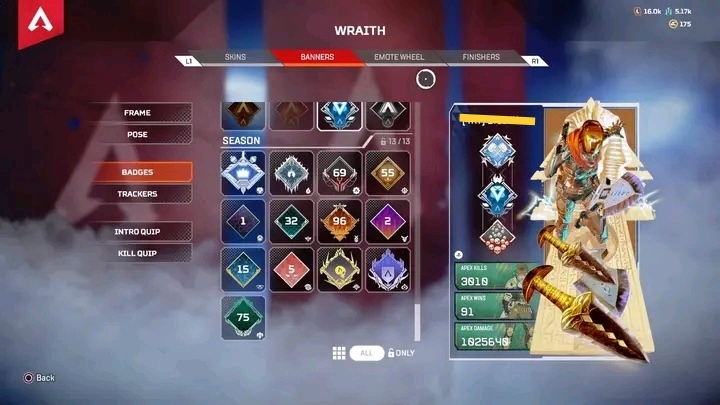 WRAITH
16.0k 5.17k
175
L1 SKINS BANNERS EMOTE WHEEL FINISHERS R1
FRAME
POSE
BADGES
TRACKERS
INTRO QUIP
KILL QUIP
SEASON 13 / 13
69 55
1 32 96 2
15 5
75
ALL ONLY
APEX KILLS
3010
APEX WINS
91
APEX DAMAGE
1025640
Back